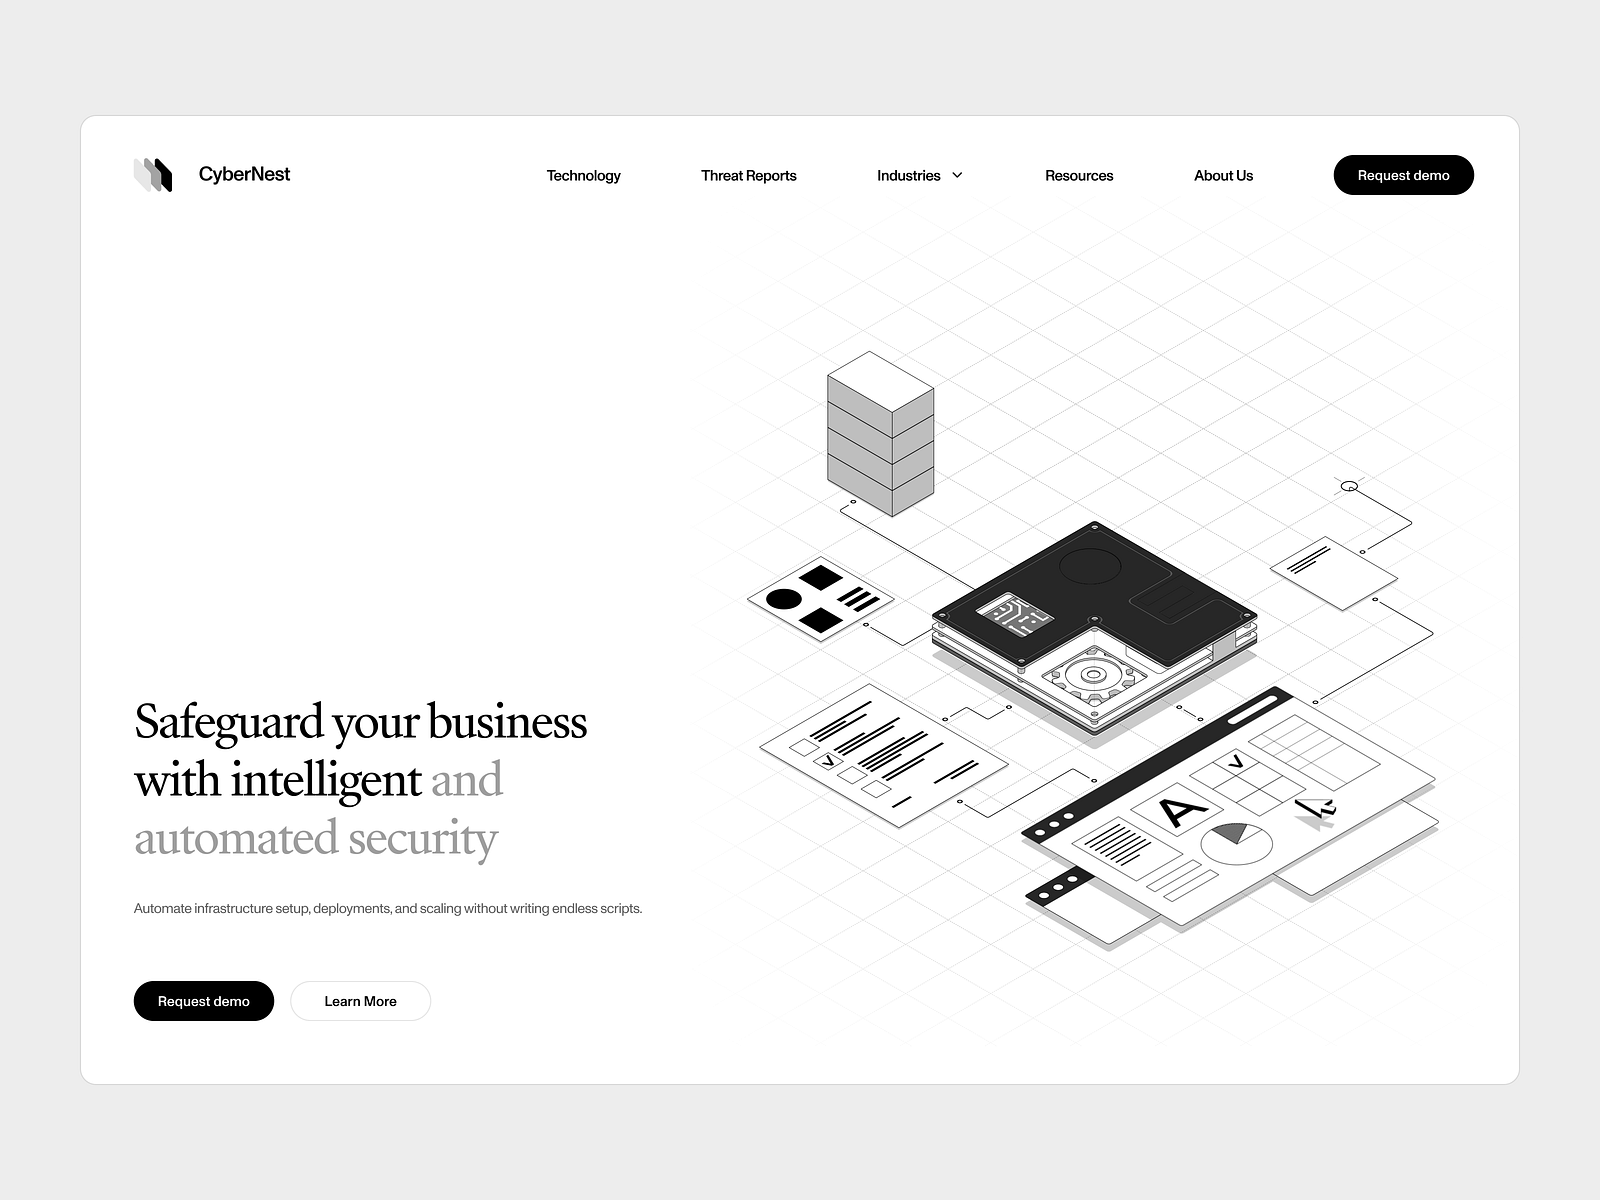 CyberNest
Technology
Threat Reports
Industries
Resources
About Us
Request demo
Safeguard your business
with intelligent and
automated security
Automate infrastructure setup, deployments, and scaling without writing endless scripts.
Request demo
Learn More
A